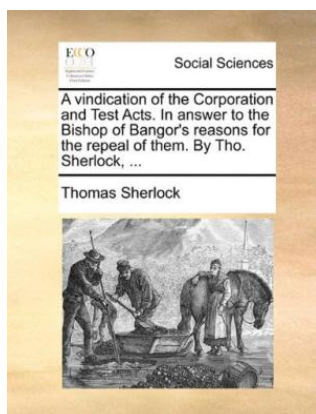 ECCO
Social Sciences
A vindication of the Corporation
and Test Acts. In answer to the
Bishop of Bangor's reasons for
the repeal of them. By Tho.
Sherlock, ...
Thomas Sherlock